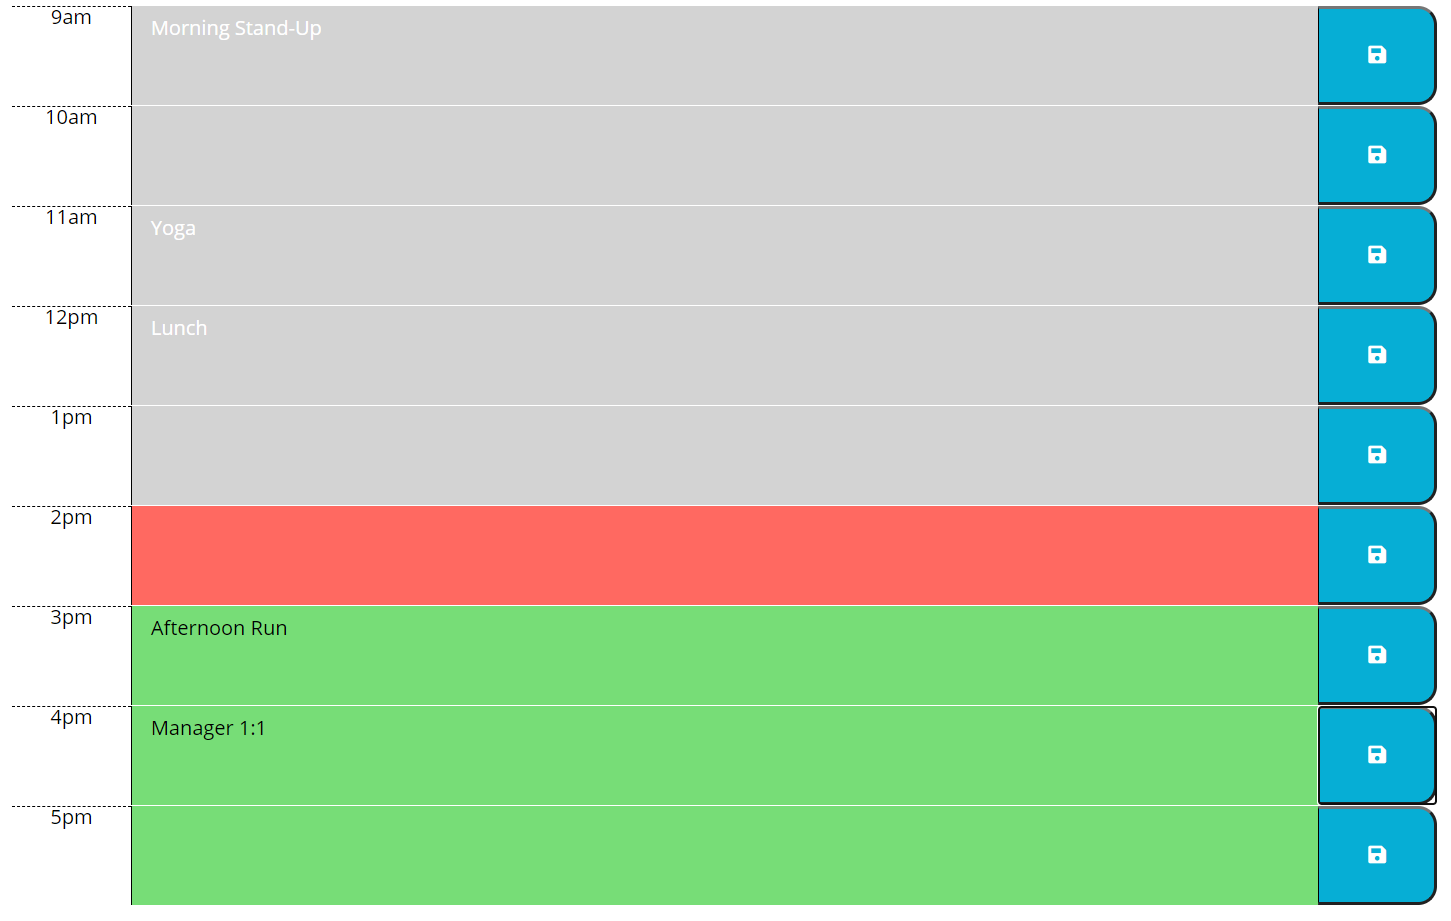 9am
Morning Stand-Up
10am
11am
Yoga
12pm
Lunch
1pm
2pm
3pm
Afternoon Run
4pm
Manager 1:1
5pm